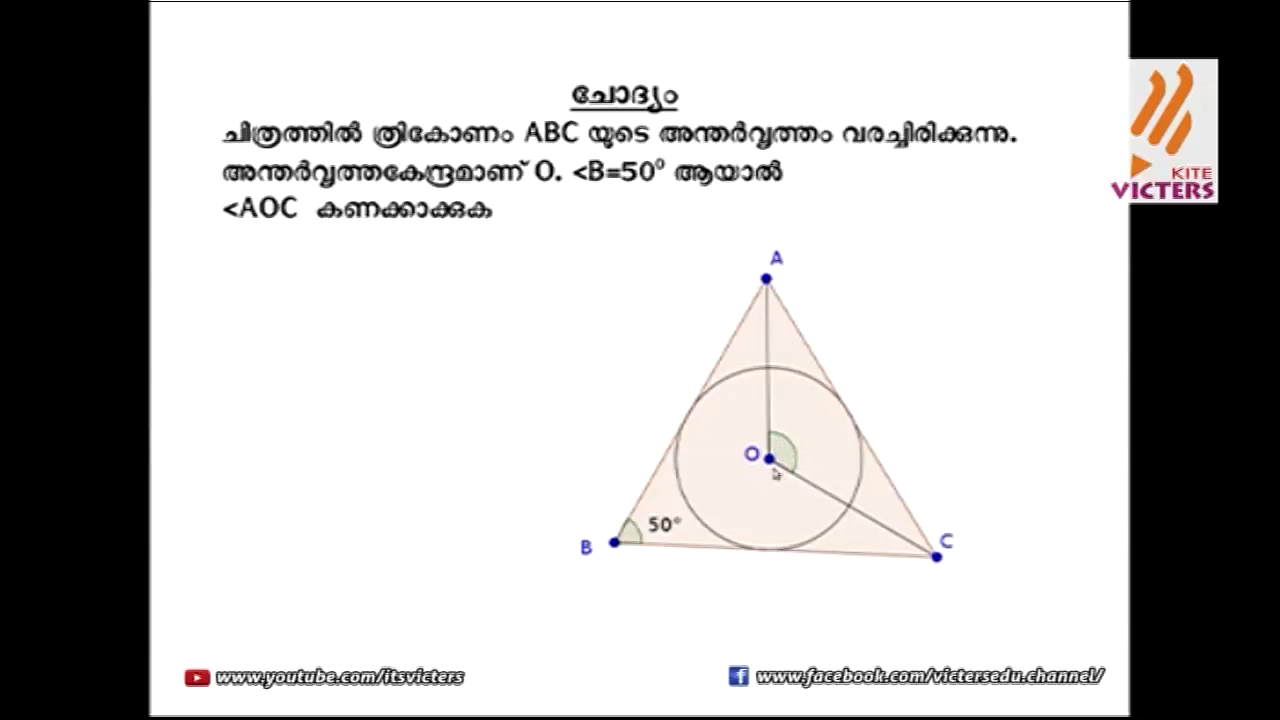 ചോദ്യം
ചിത്രത്തിൽ ത്രികോണം ABC യുടെ അന്തർവൃത്തം വരച്ചിരിക്കുന്നു.
അന്തർവൃത്തകേന്ദ്രമാണ് O. <B=50⁰ ആയാൽ
<AOC കണക്കാക്കുക
KITE
VICTERS
A
O
50°
B
C
www.youtube.com/itsvicters
www.facebook.com/victersedu.channel/